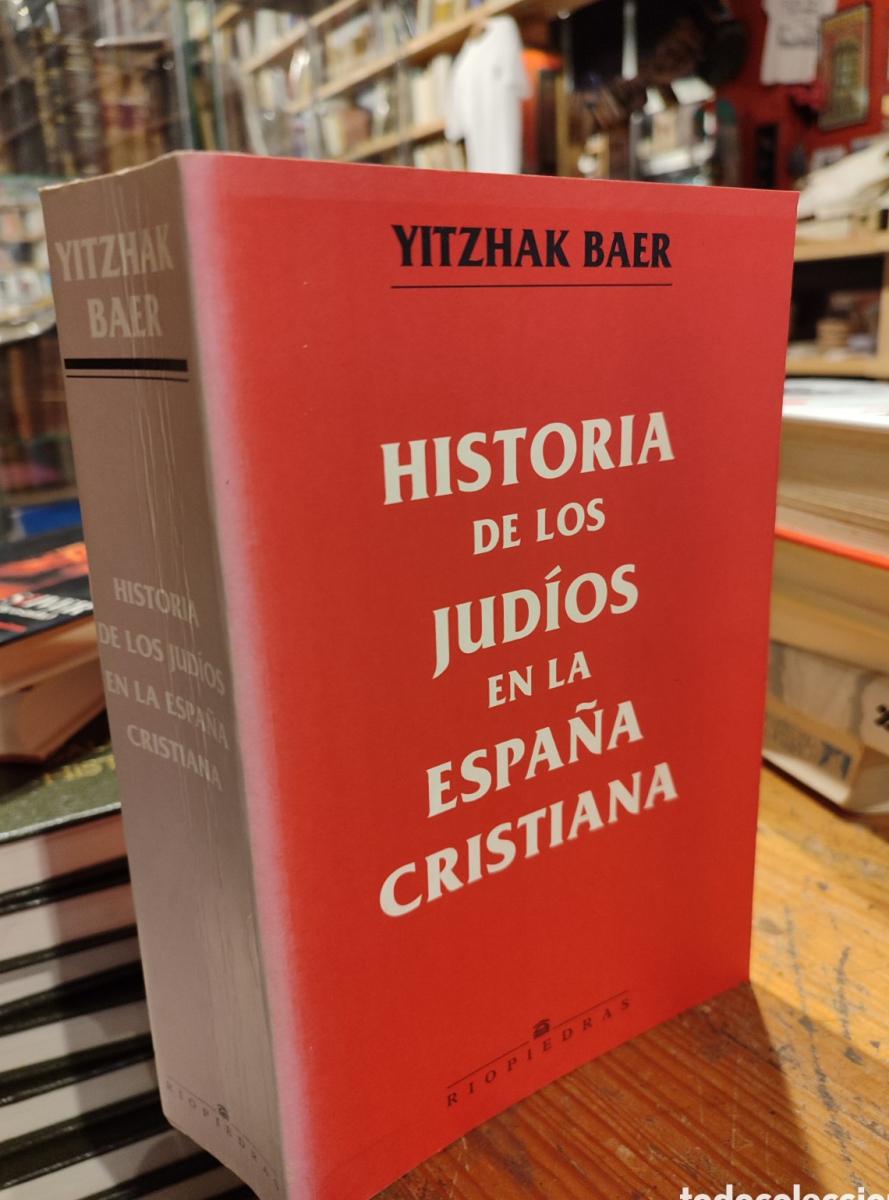 YITZHAK BAER
HISTORIA
DE LOS
JUDÍOS
EN LA
ESPAÑA
CRISTIANA
RIOPIEDRAS
YITZHAK
BAER
HISTORIA
DE LOS JUDÍOS
EN LA ESPAÑA
CRISTIANA
RIOPIEDRAS